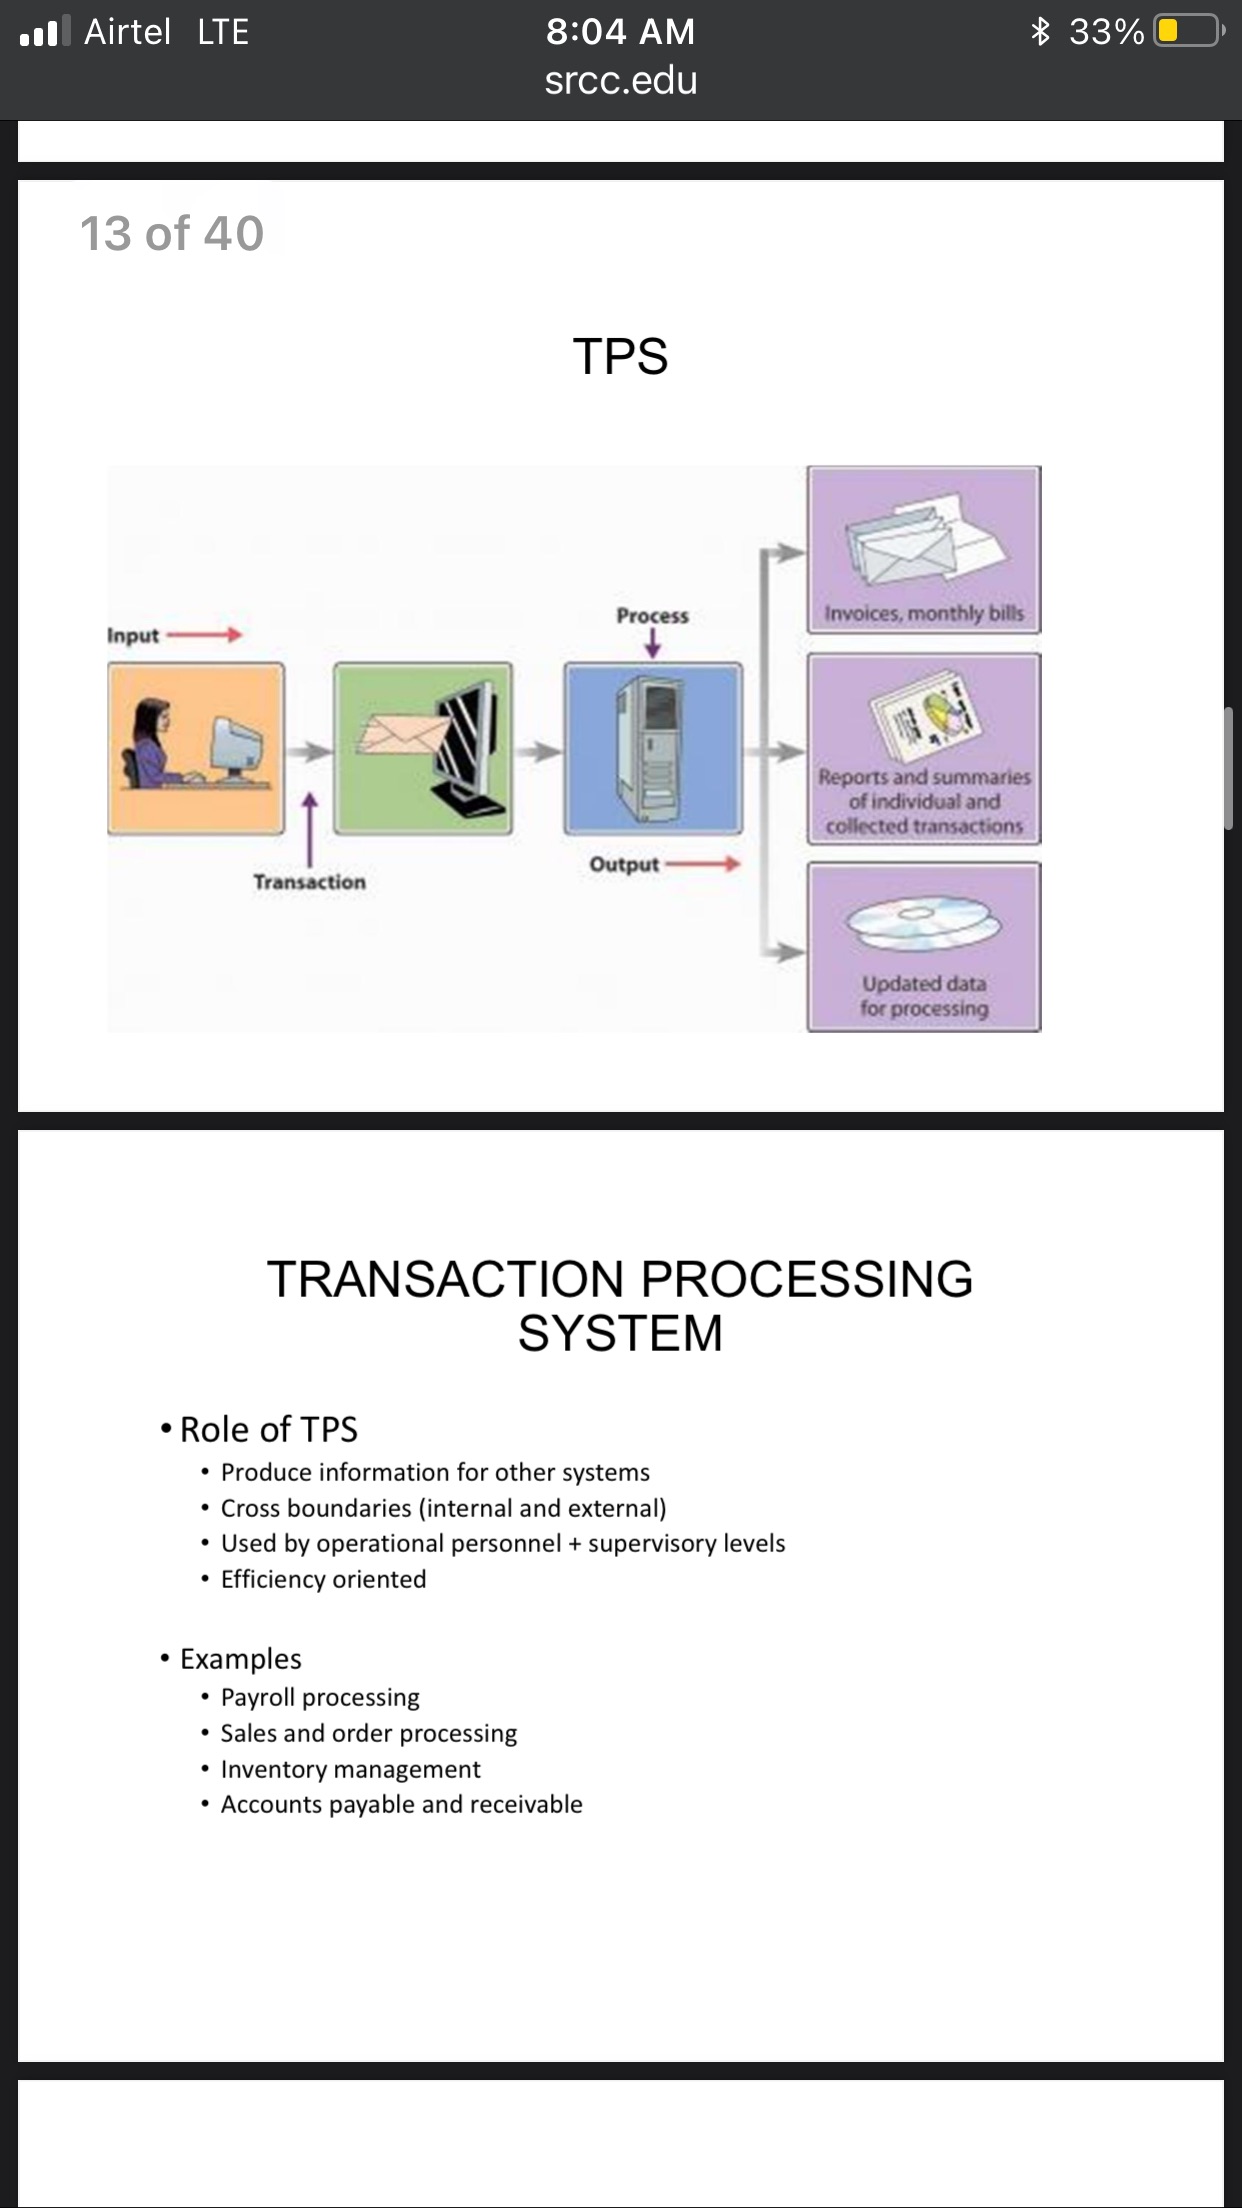 Airtel LTE 8:04 AM 33%
srcc.edu
13 of 40
TPS
Input
Transaction
Process
Output
Invoices, monthly bills
Reports and summaries
of individual and
collected transactions
Updated data
for processing
TRANSACTION PROCESSING
SYSTEM
• Role of TPS
• Produce information for other systems
• Cross boundaries (internal and external)
• Used by operational personnel + supervisory levels
• Efficiency oriented
• Examples
• Payroll processing
• Sales and order processing
• Inventory management
• Accounts payable and receivable